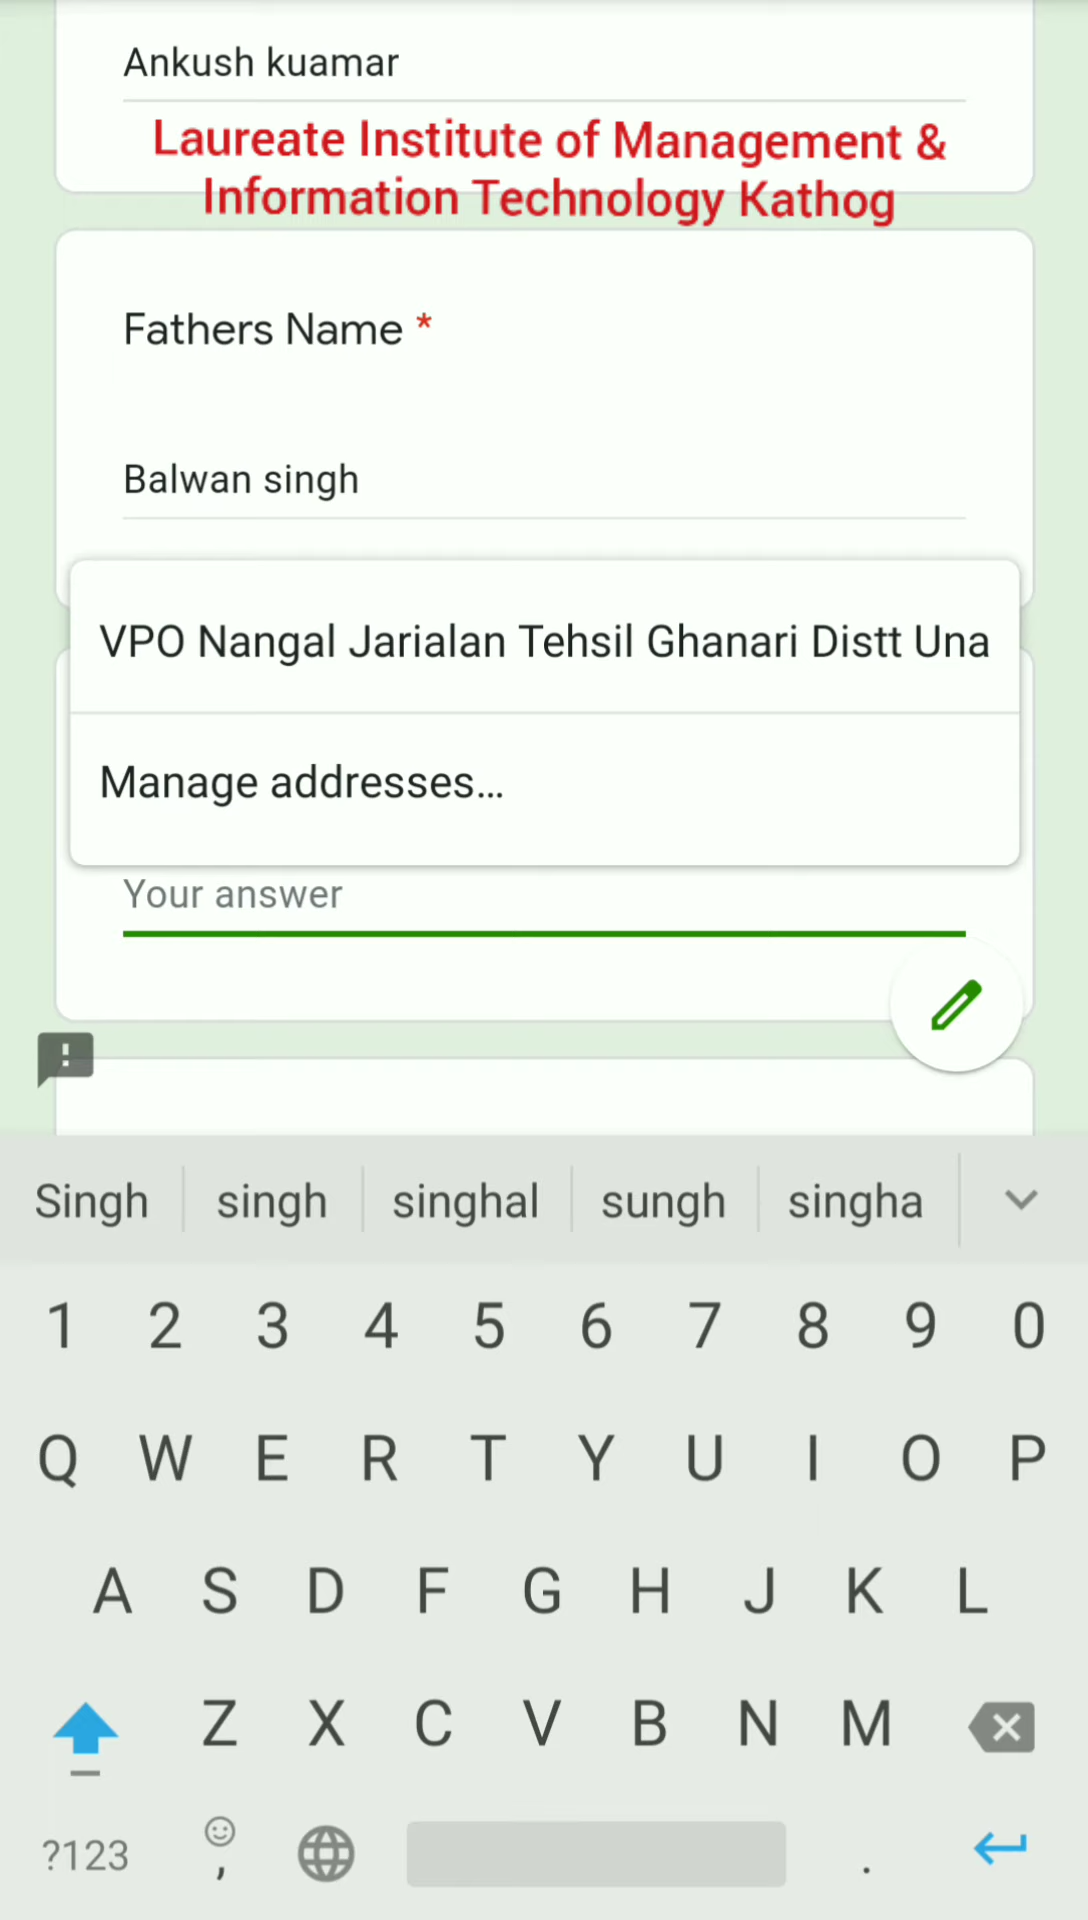 Ankush kuamar
Laureate Institute of Management &
Information Technology Kathog
Fathers Name *
Balwan singh
VPO Nangal Jarialan Tehsil Ghanari Distt Una
Manage addresses...
Your answer
Singh singh singhal sungh singha
1 2 3 4 5 6 7 8 9 0
Q W E R T Y U I O P
A S D F G H J K L
Z X C V B N M
?123 , .